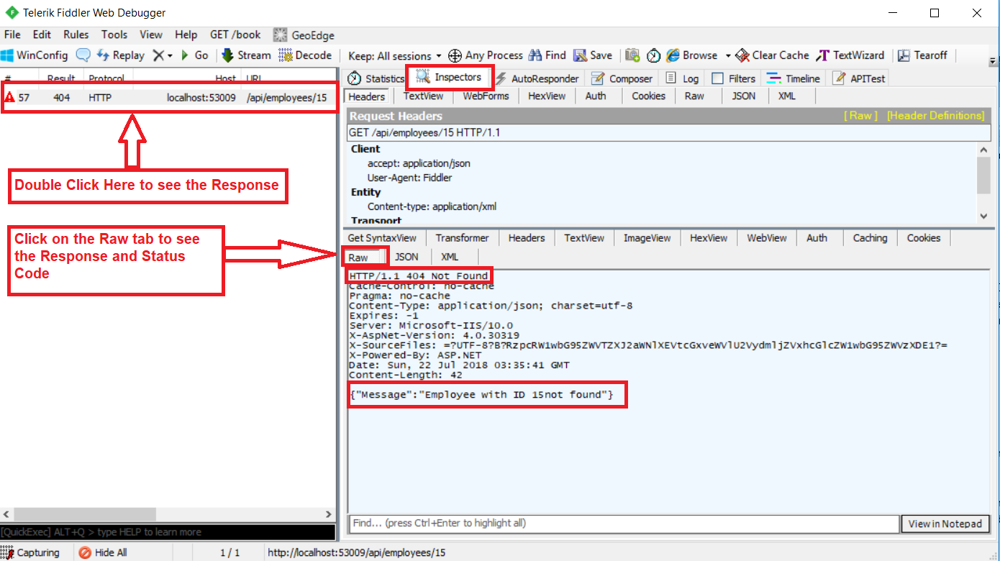 Telerik Fiddler Web Debugger
File Edit Rules Tools View Help GET /book GeoEdge
WinConfig Replay Go Stream Decode Keep: All sessions Any Process Find Save Browse Clear Cache TextWizard Tearoff
# Result Protocol Host URL
57 404 HTTP localhost:53009 /api/employees/15
Double Click Here to see the Response
Click on the Raw tab to see
the Response and Status
Code
[QuickExec] ALT+Q > type HELP to learn more
Statistics Inspectors AutoResponder Composer Log Filters Timeline APITest
Headers TextView WebForms HexView Auth Cookies Raw JSON XML
Request Headers [ Raw ] [Header Definitions]
GET /api/employees/15 HTTP/1.1
Client
accept: application/json
User-Agent: Fiddler
Entity
Content-type: application/xml
Transport
Get SyntaxView Transformer Headers TextView ImageView HexView WebView Auth Caching Cookies
Raw JSON XML
HTTP/1.1 404 Not Found
Cache-Control: no-cache
Pragma: no-cache
Content-Type: application/json; charset=utf-8
Expires: -1
Server: Microsoft-IIS/10.0
X-AspNet-Version: 4.0.30319
X-SourceFiles: =?UTF-8?B?RzpcRW1wbG95ZWVTZXJ2aWNlXEVtcGxveWVlU2VydmljZVxhcGlcZW1wbG95ZWVzXDE1?=
X-Powered-By: ASP.NET
Date: Sun, 22 Jul 2018 03:35:41 GMT
Content-Length: 42
{"Message":"Employee with ID 15not found"}
Find... (press Ctrl+Enter to highlight all) View in Notepad
Capturing Hide All 1 / 1 http://localhost:53009/api/employees/15